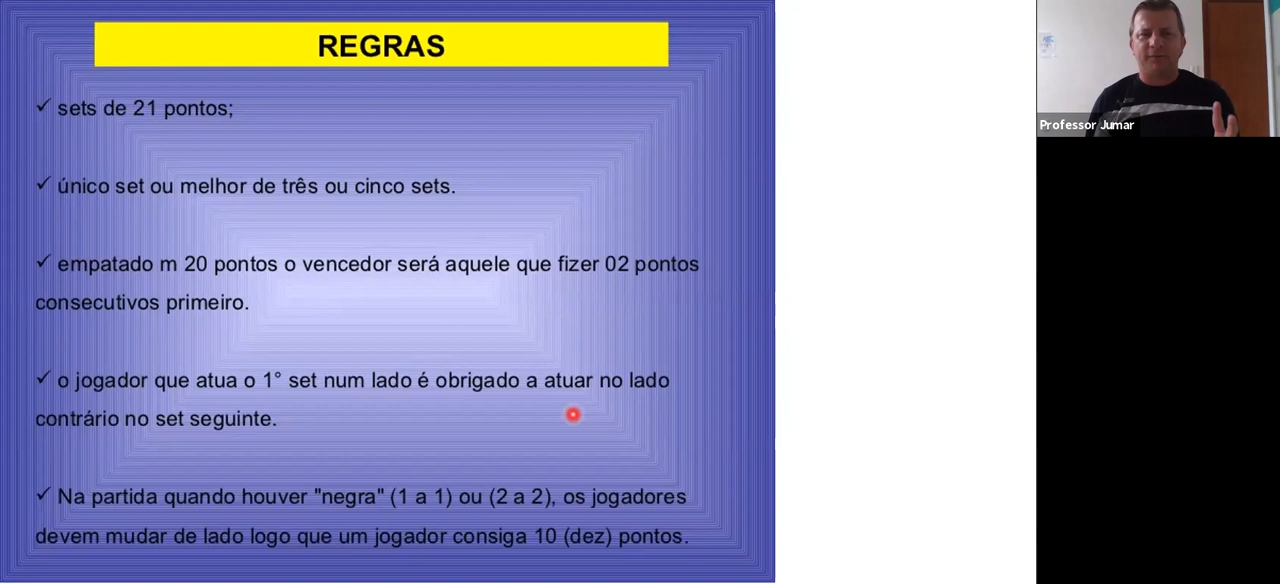 REGRAS
✓ sets de 21 pontos;
✓ único set ou melhor de três ou cinco sets.
✓ empatado m 20 pontos o vencedor será aquele que fizer 02 pontos
consecutivos primeiro.
✓ o jogador que atua o 1° set num lado é obrigado a atuar no lado
contrário no set seguinte.
✓ Na partida quando houver "negra" (1 a 1) ou (2 a 2), os jogadores
devem mudar de lado logo que um jogador consiga 10 (dez) pontos.
Professor Jumar